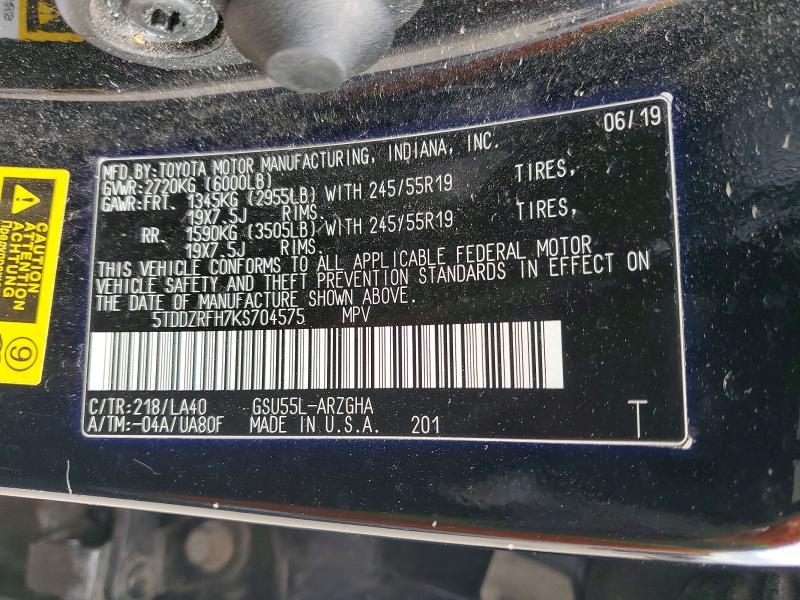 06/19
MFD.BY:TOYOTA MOTOR MANUFACTURING, INDIANA, INC.
GVWR:2720KG (6000LB)
GAWR:FRT. 1345KG (2955LB) WITH 245/55R19 TIRES,
19X7.5J RIMS.
RR. 1590KG (3505LB) WITH 245/55R19 TIRES,
19X7.5J RIMS.
THIS VEHICLE CONFORMS TO ALL APPLICABLE FEDERAL MOTOR
VEHICLE SAFETY AND THEFT PREVENTION STANDARDS IN EFFECT ON
THE DATE OF MANUFACTURE SHOWN ABOVE.
5TDDZRFH7KS704575 MPV
C/TR:218/LA40 GSU55L-ARZGHA
A/TM:-04A/UA80F MADE IN U.S.A. 201 T
CAUTION
ATTENTION
ACHTUNG
9